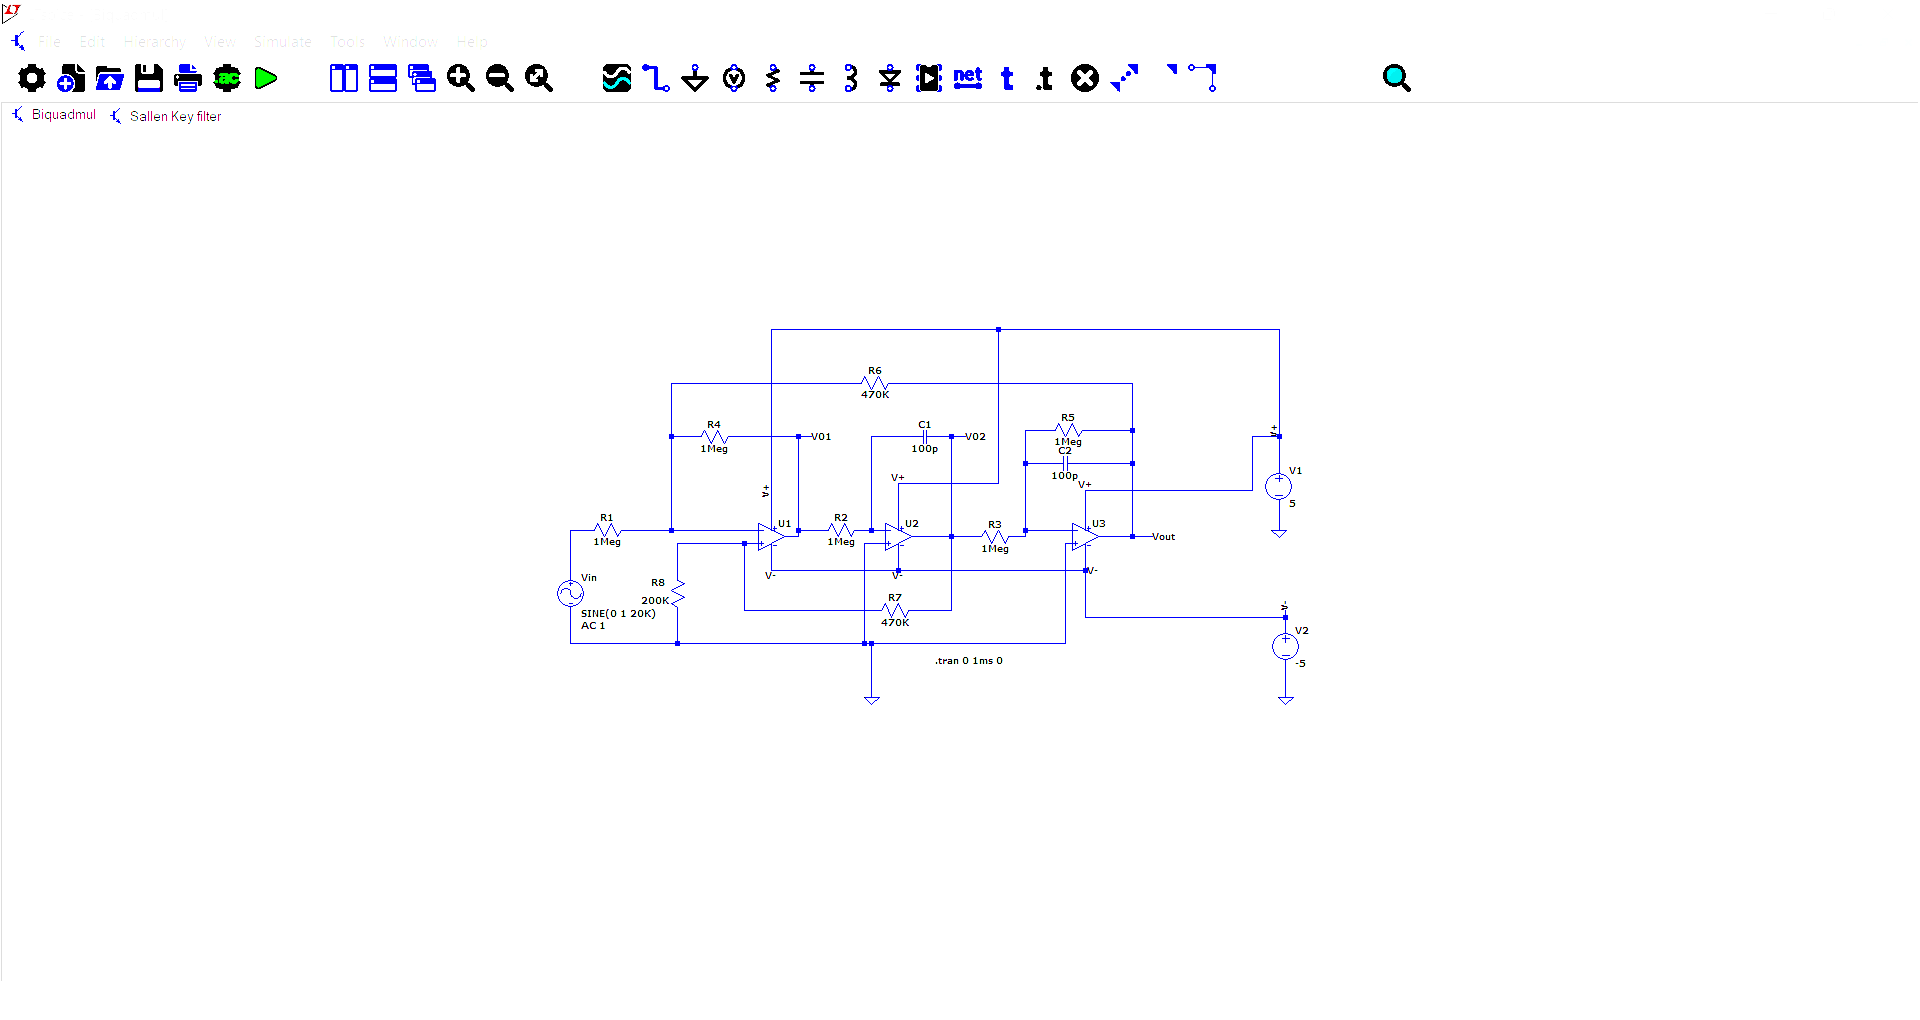 File Edit Hierarchy View Simulate Tools Window Help
ac
net t .t
Biquadmul Sallen Key filter
R6
470K
R4
1Meg
V01
C1
100p
V02
R5
1Meg
C2
100p
V+
V+
V+
V+
V1
5
R1
1Meg
U1
R2
1Meg
U2
R3
1Meg
U3
Vout
V-
V-
V-
Vin
SINE(0 1 20K)
AC 1
R8
200K
R7
470K
V-
V2
-5
.tran 0 1ms 0